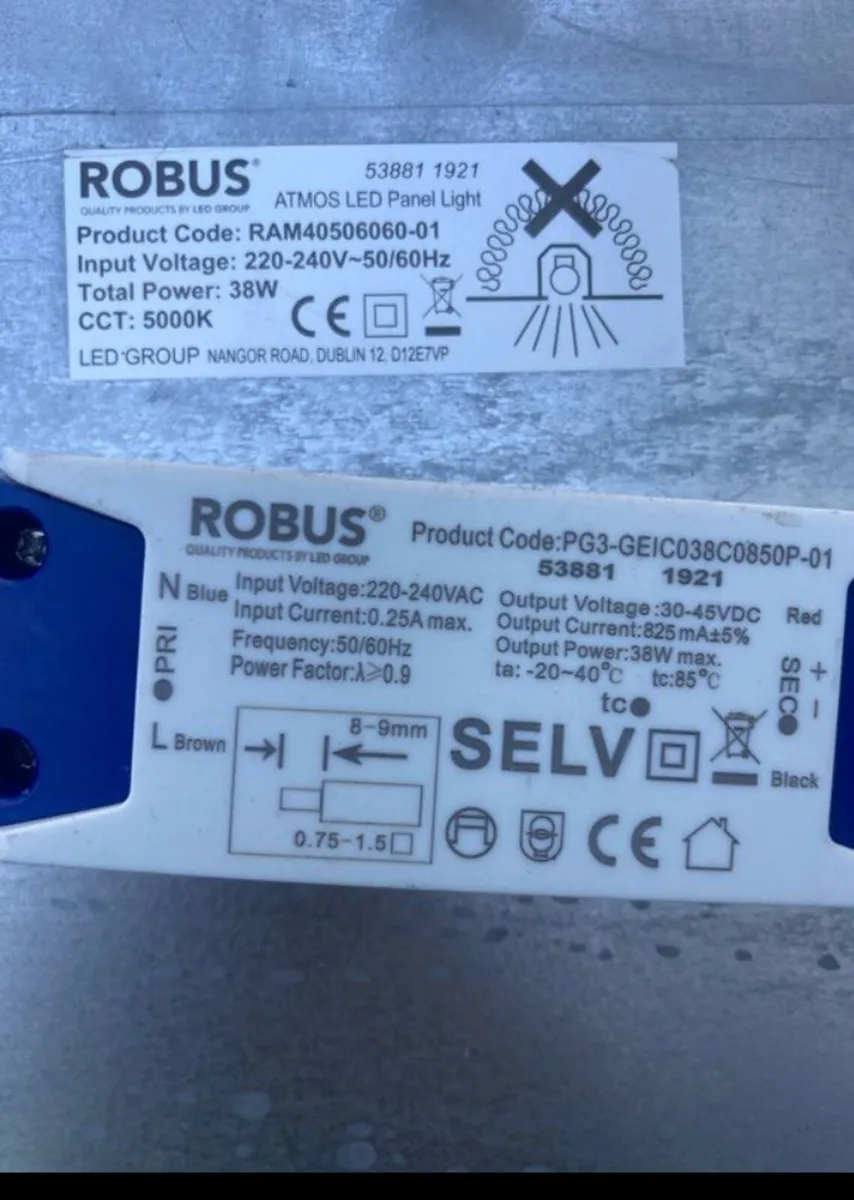 ROBUS®
53881 1921
QUALITY PRODUCTS BY LED GROUP
ATMOS LED Panel Light
Product Code: RAM40506060-01
Input Voltage: 220-240V~50/60Hz
Total Power: 38W
CCT: 5000K
CE
LED GROUP NANGOR ROAD, DUBLIN 12, D12E7VP
ROBUS®
QUALITY PRODUCTS BY LED GROUP
Product Code:PG3-GEIC038C0850P-01
53881 1921
N Blue
Input Voltage:220-240VAC
Input Current:0.25A max.
Frequency:50/60Hz
Power Factor:λ≥0.9
PRI
L Brown
Output Voltage:30-45VDC
Output Current:825mA±5%
Output Power:38W max.
ta: -20~40℃ tc:85℃
tc●
Red
+
SEC
-
Black
8-9mm
0.75-1.5□
SELV
CE